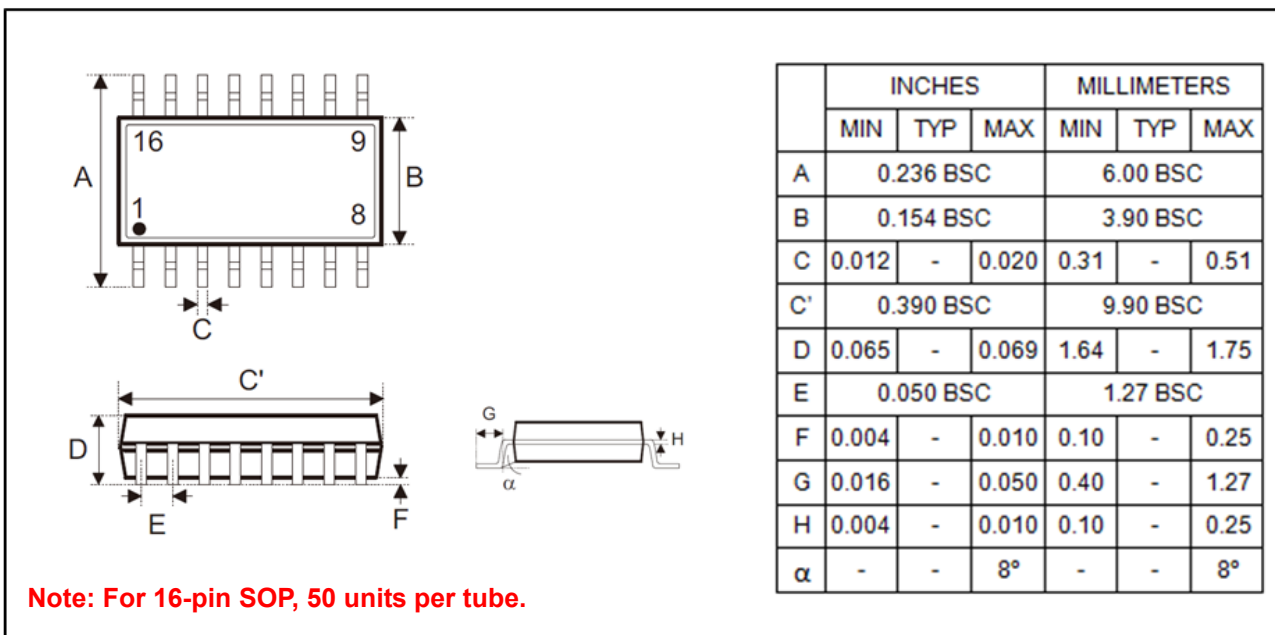 16 9
1 8
A
B
C
C'
D
E
F
G
H
α
INCHES MILLIMETERS
MIN TYP MAX MIN TYP MAX
A 0.236 BSC 6.00 BSC
B 0.154 BSC 3.90 BSC
C 0.012 - 0.020 0.31 - 0.51
C' 0.390 BSC 9.90 BSC
D 0.065 - 0.069 1.64 - 1.75
E 0.050 BSC 1.27 BSC
F 0.004 - 0.010 0.10 - 0.25
G 0.016 - 0.050 0.40 - 1.27
H 0.004 - 0.010 0.10 - 0.25
α - - 8° - - 8°
Note: For 16-pin SOP, 50 units per tube.